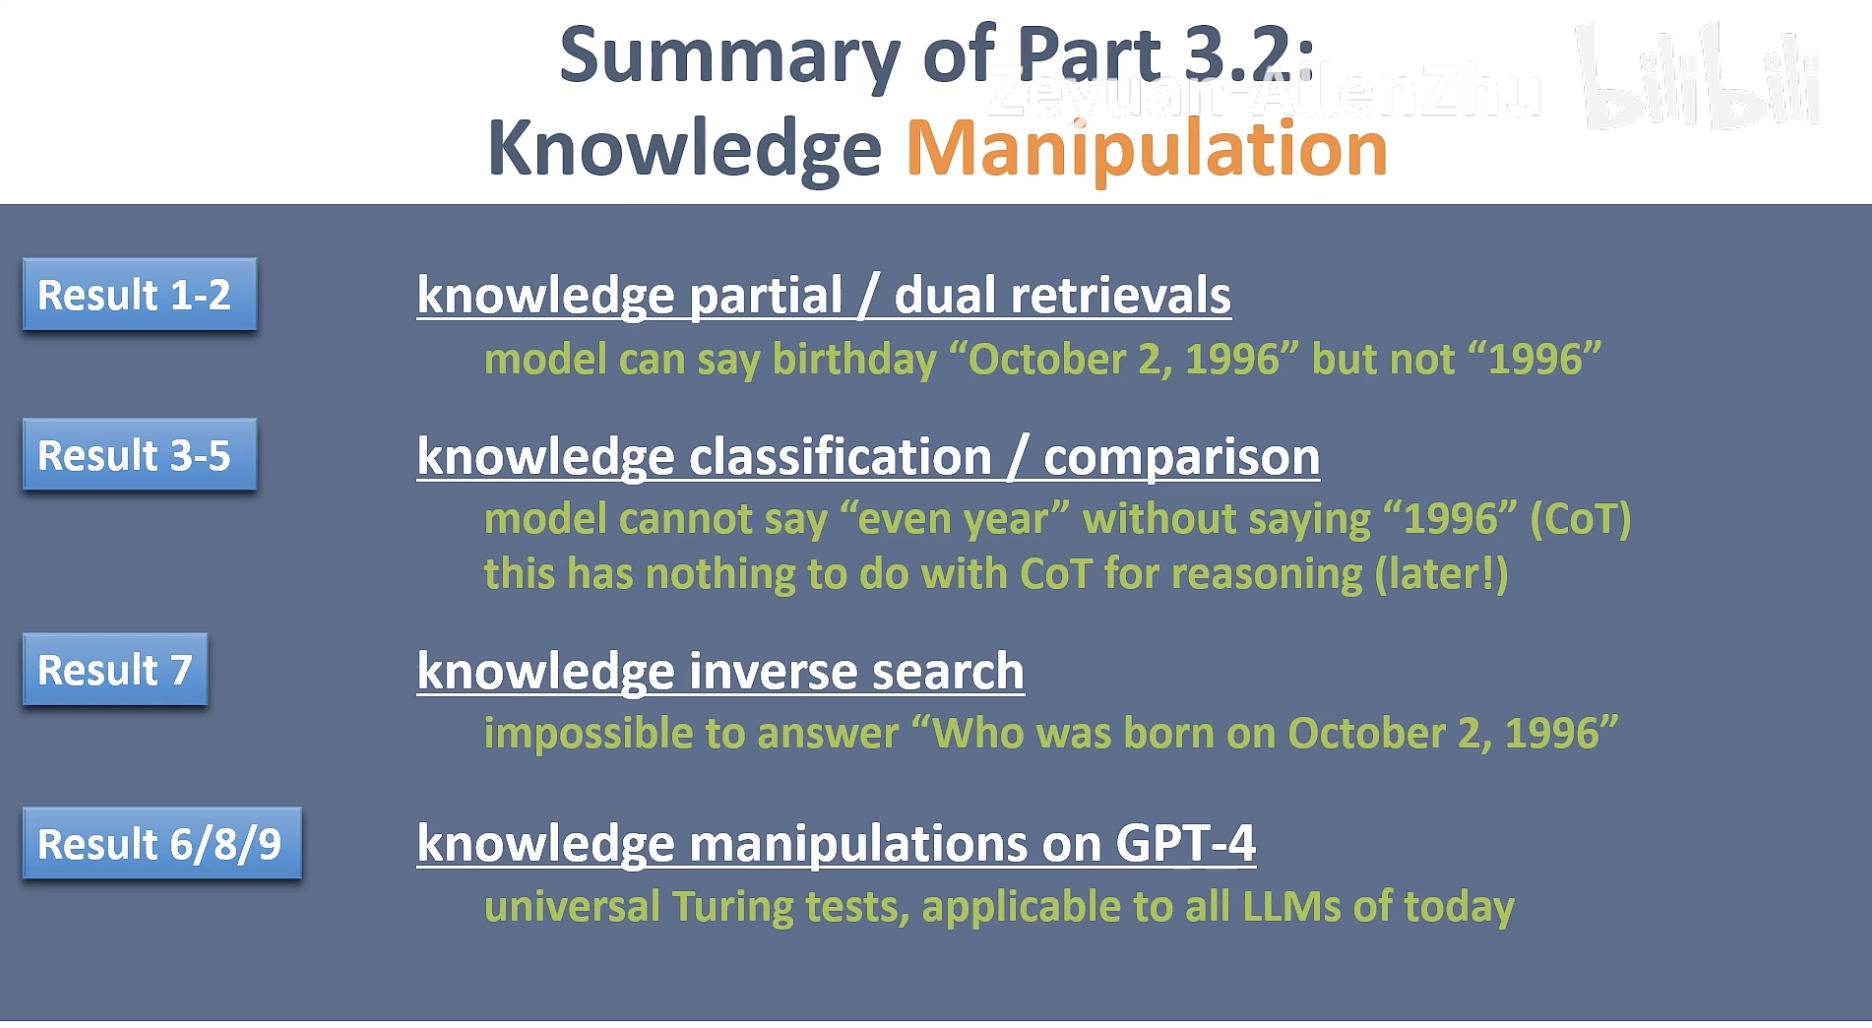 Summary of Part 3.2:
Zeyuan-AllenZhu
bilibili
Knowledge Manipulation
Result 1-2
knowledge partial / dual retrievals
model can say birthday “October 2, 1996” but not “1996”
Result 3-5
knowledge classification / comparison
model cannot say “even year” without saying “1996” (CoT)
this has nothing to do with CoT for reasoning (later!)
Result 7
knowledge inverse search
impossible to answer “Who was born on October 2, 1996”
Result 6/8/9
knowledge manipulations on GPT-4
universal Turing tests, applicable to all LLMs of today